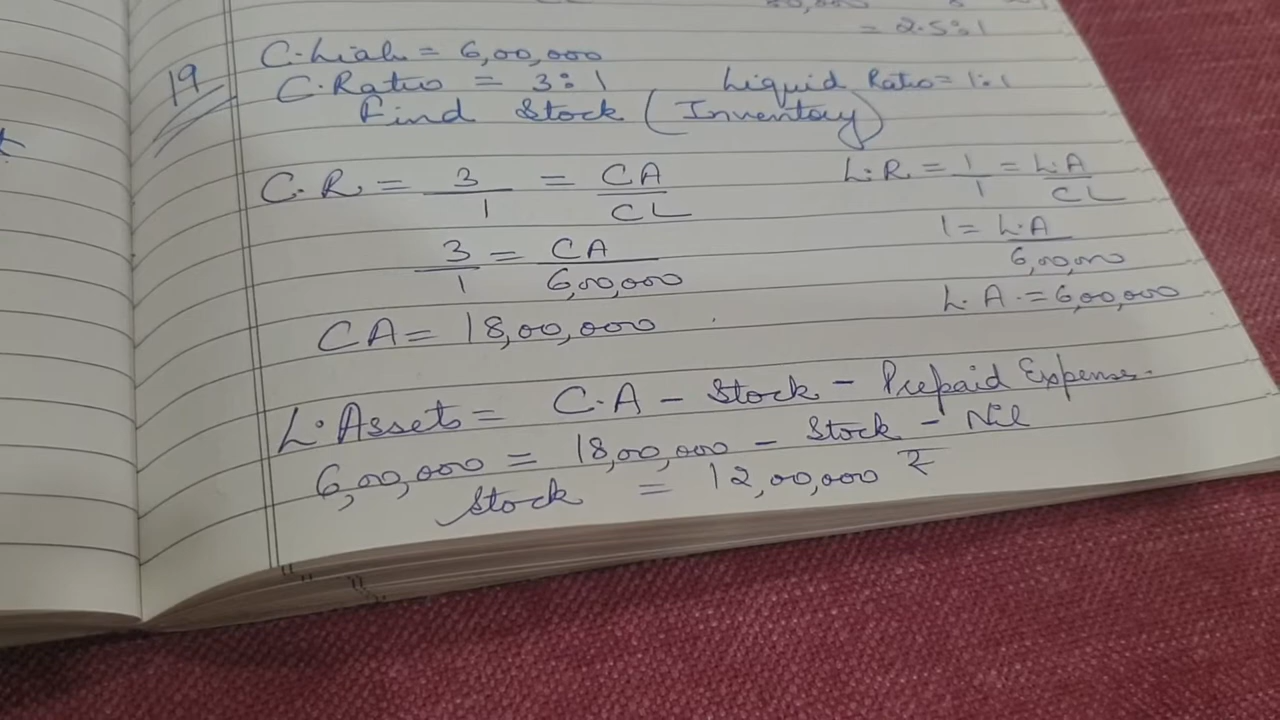 = 2.5:1
19 C.Liab = 6,00,000
C.Ratio = 3:1 Liquid Ratio = 1:1
Find Stock (Inventory)
C.R = 3/1 = CA/CL
3/1 = CA/6,00,000
CA = 18,00,000
L.R = 1/1 = L.A/CL
1 = L.A/6,00,000
L.A. = 6,00,000
L.Assets = C.A - Stock - Prepaid Expense.
6,00,000 = 18,00,000 - Stock - Nil
Stock = 12,00,000 ₹